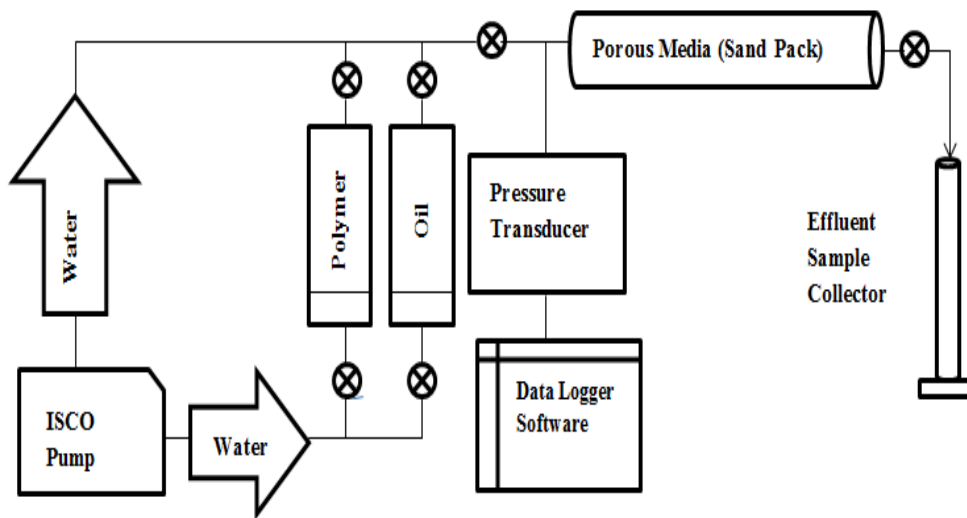 Porous Media (Sand Pack)
Water
Polymer
Oil
Pressure
Transducer
Effluent
Sample
Collector
ISCO
Pump
Water
Data Logger
Software